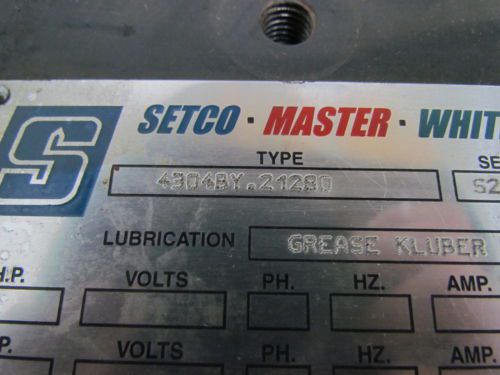 S
SETCO · MASTER · WHIT
TYPE SE
4304BY.21280 S2
LUBRICATION GREASE KLUBER
H.P. VOLTS PH. HZ. AMP.
P. VOLTS PH. HZ. AMP.